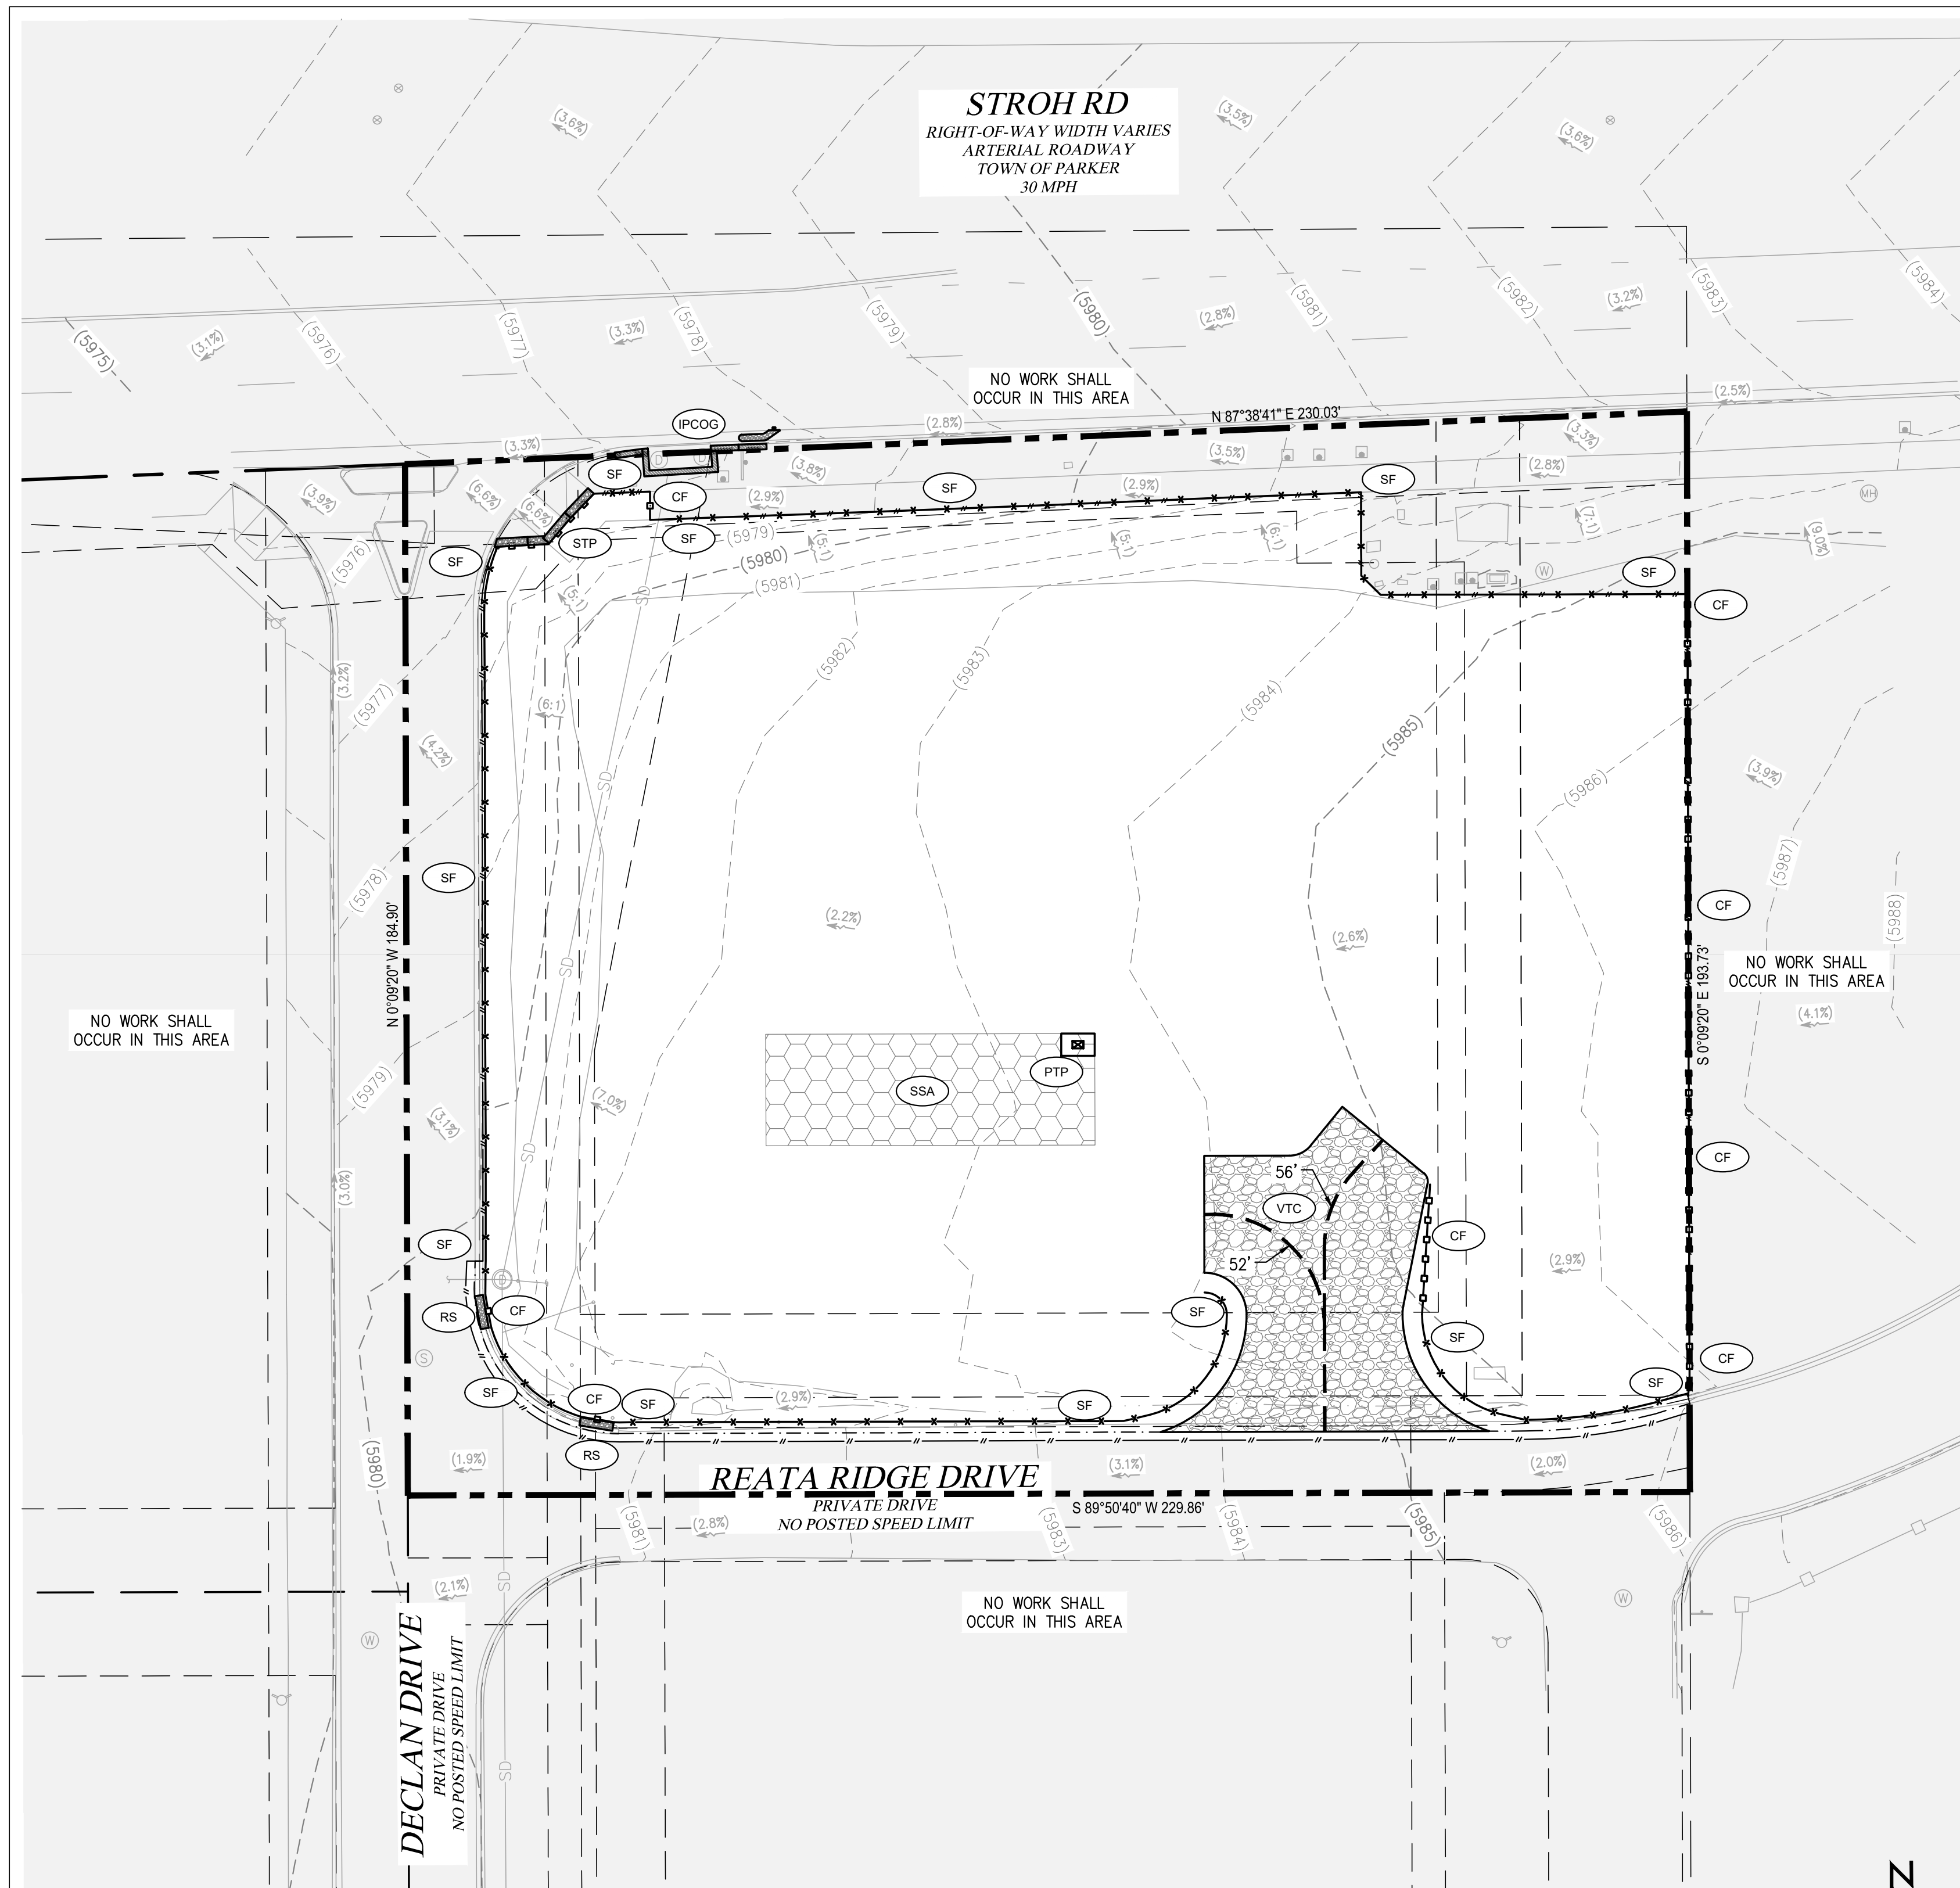 STROH RD
RIGHT-OF-WAY WIDTH VARIES
ARTERIAL ROADWAY
TOWN OF PARKER
30 MPH
(3.6%)
(3.5%)
(3.6%)
(5975)
(3.1%)
(5976)
(5977)
(3.3%)
(5978)
(5979)
(5980)
(2.8%)
(5981)
(5982)
(3.2%)
(5983)
(5984)
NO WORK SHALL
OCCUR IN THIS AREA
(2.5%)
N 87°38'41" E 230.03'
IPCOG
(2.8%)
(3.3%)
(3.3%)
(3.5%)
(2.8%)
D
SF
(3.8%)
(3.9%)
(6.6%)
(6.6%)
CF
(2.9%)
SF
(2.9%)
SF
MH
STP
SF
(5979)
(5:1)
(5:1)
(6:1)
(7:1)
(9.0%)
SF
(5976)
(5980)
(5981)
(5:1)
SD
W
SF
CF
(3.2%)
(5977)
(5982)
(5983)
(5984)
(6:1)
(4.2%)
(5985)
SD
(5986)
(3.9%)
SF
(5978)
(5987)
(5988)
CF
N 0°09'20" W 184.90'
(2.2%)
(2.6%)
SD
S 0°09'20" E 193.73'
NO WORK SHALL
OCCUR IN THIS AREA
(4.1%)
NO WORK SHALL
OCCUR IN THIS AREA
(5979)
PTP
SSA
(7.0%)
(3.1%)
SD
CF
(3.0%)
56'
VTC
SF
CF
52'
(2.9%)
D
RS
CF
SF
SF
S
CF
SF
CF
SF
(2.9%)
SF
SF
RS
(5980)
(1.9%)
REATA RIDGE DRIVE
PRIVATE DRIVE
NO POSTED SPEED LIMIT
(3.1%)
(2.0%)
S 89°50'40" W 229.86'
(5981)
(2.8%)
(5983)
(5984)
(5985)
(5986)
(2.1%)
SD
NO WORK SHALL
OCCUR IN THIS AREA
W
W
DECLAN DRIVE
PRIVATE DRIVE
NO POSTED SPEED LIMIT
SD
N